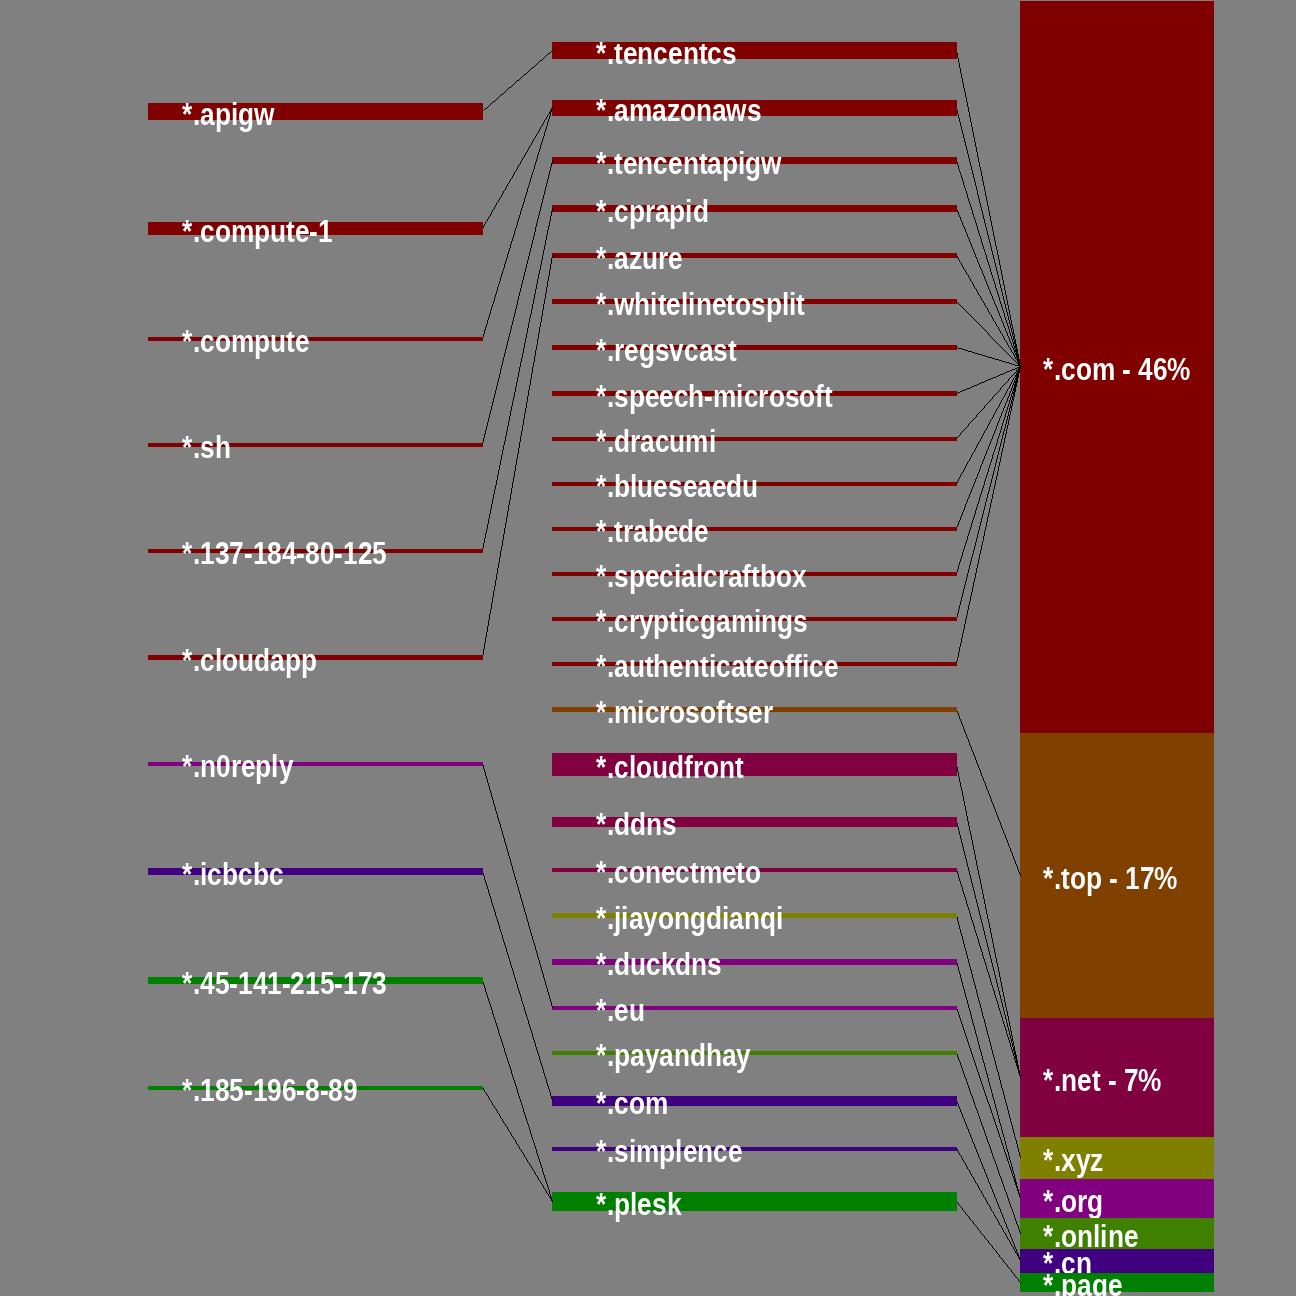 *.apigw
*.compute-1
*.compute
*.sh
*.137-184-80-125
*.cloudapp
*.n0reply
*.icbcbc
*.45-141-215-173
*.185-196-8-89
*.tencentcs
*.amazonaws
*.tencentapigw
*.cprapid
*.azure
*.whitelinetosplit
*.regsvcast
*.speech-microsoft
*.dracumi
*.blueseaedu
*.trabede
*.specialcraftbox
*.crypticgamings
*.authenticateoffice
*.microsoftser
*.cloudfront
*.ddns
*.conectmeto
*.jiayongdianqi
*.duckdns
*.eu
*.payandhay
*.com
*.simplence
*.plesk
*.com - 46%
*.top - 17%
*.net - 7%
*.xyz
*.org
*.online
*.cn
*.page